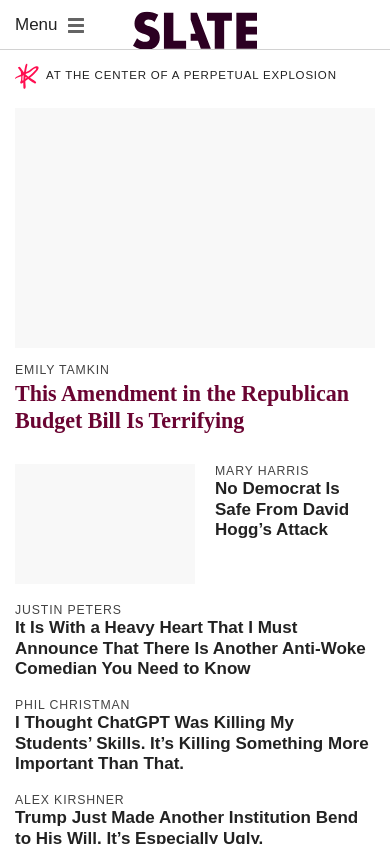 Menu
SLATE
AT THE CENTER OF A PERPETUAL EXPLOSION
EMILY TAMKIN
This Amendment in the Republican
Budget Bill Is Terrifying
MARY HARRIS
No Democrat Is
Safe From David
Hogg’s Attack
JUSTIN PETERS
It Is With a Heavy Heart That I Must
Announce That There Is Another Anti-Woke
Comedian You Need to Know
PHIL CHRISTMAN
I Thought ChatGPT Was Killing My
Students’ Skills. It’s Killing Something More
Important Than That.
ALEX KIRSHNER
Trump Just Made Another Institution Bend
to His Will. It’s Especially Ugly.